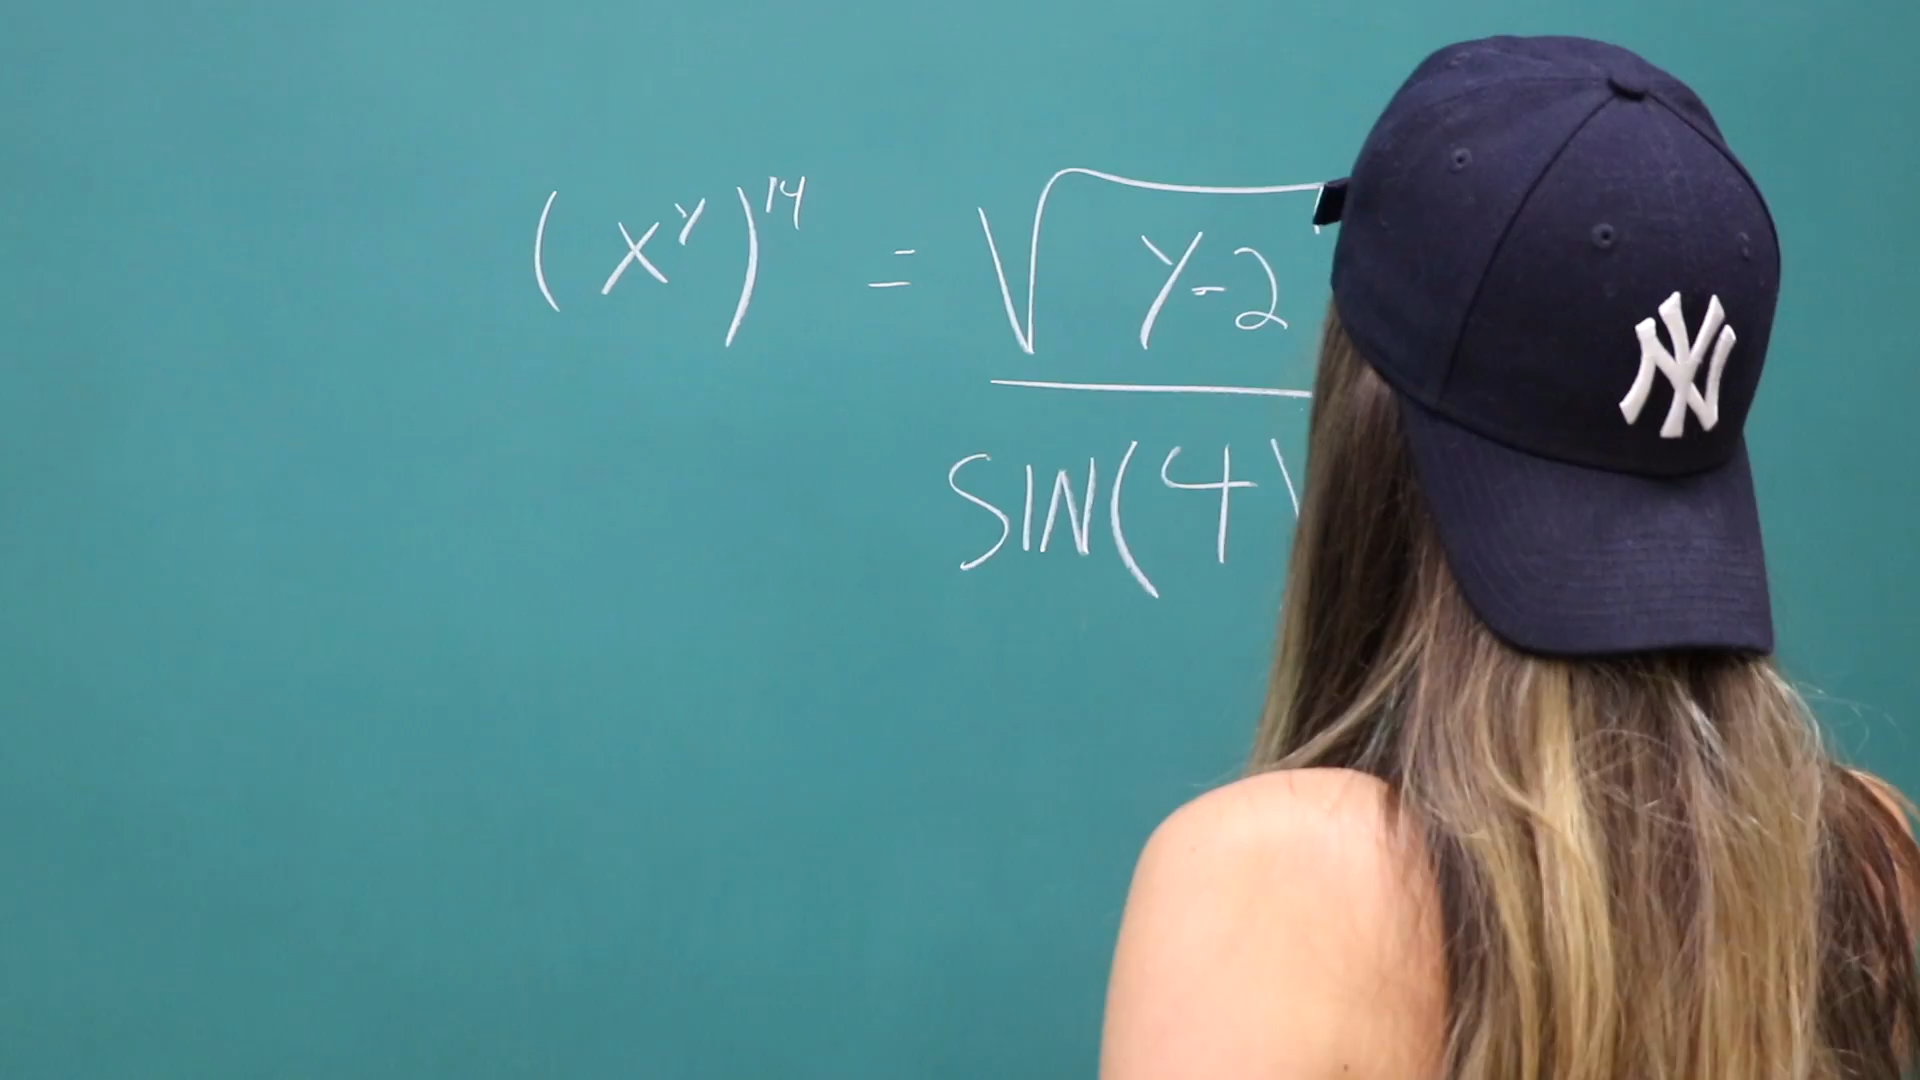 (x^y)^14 = √y-2
SIN(4
NY